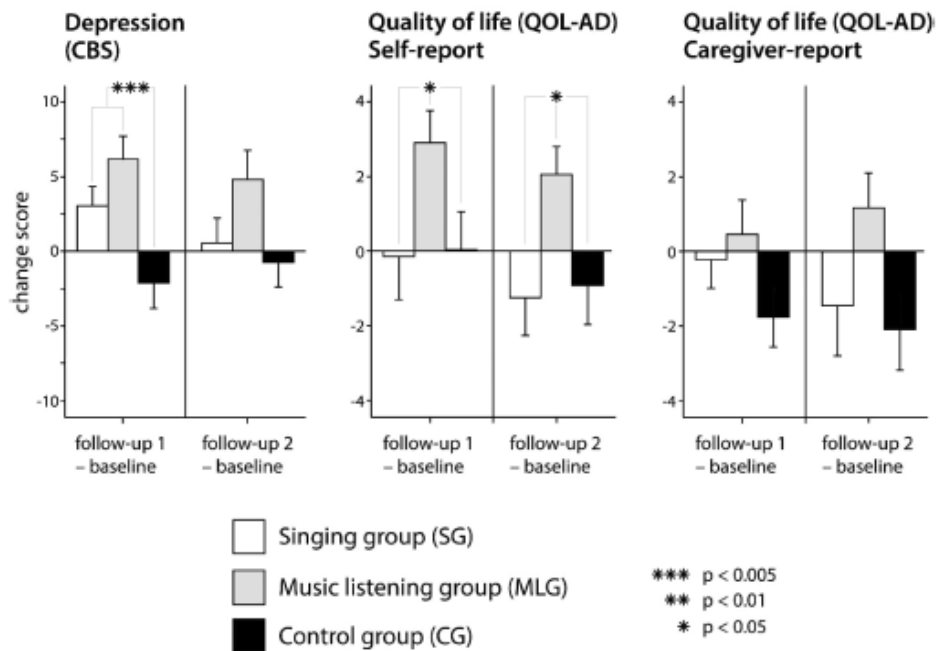 Depression
(CBS)
Quality of life (QOL-AD)
Self-report
Quality of life (QOL-AD)
Caregiver-report
change score
10
5
0
-5
-10
***
follow-up 1
– baseline
follow-up 2
– baseline
4
2
0
-2
-4
*
*
follow-up 1
– baseline
follow-up 2
– baseline
4
2
0
-2
-4
follow-up 1
– baseline
follow-up 2
– baseline
Singing group (SG)
Music listening group (MLG)
Control group (CG)
*** p < 0.005
** p < 0.01
* p < 0.05